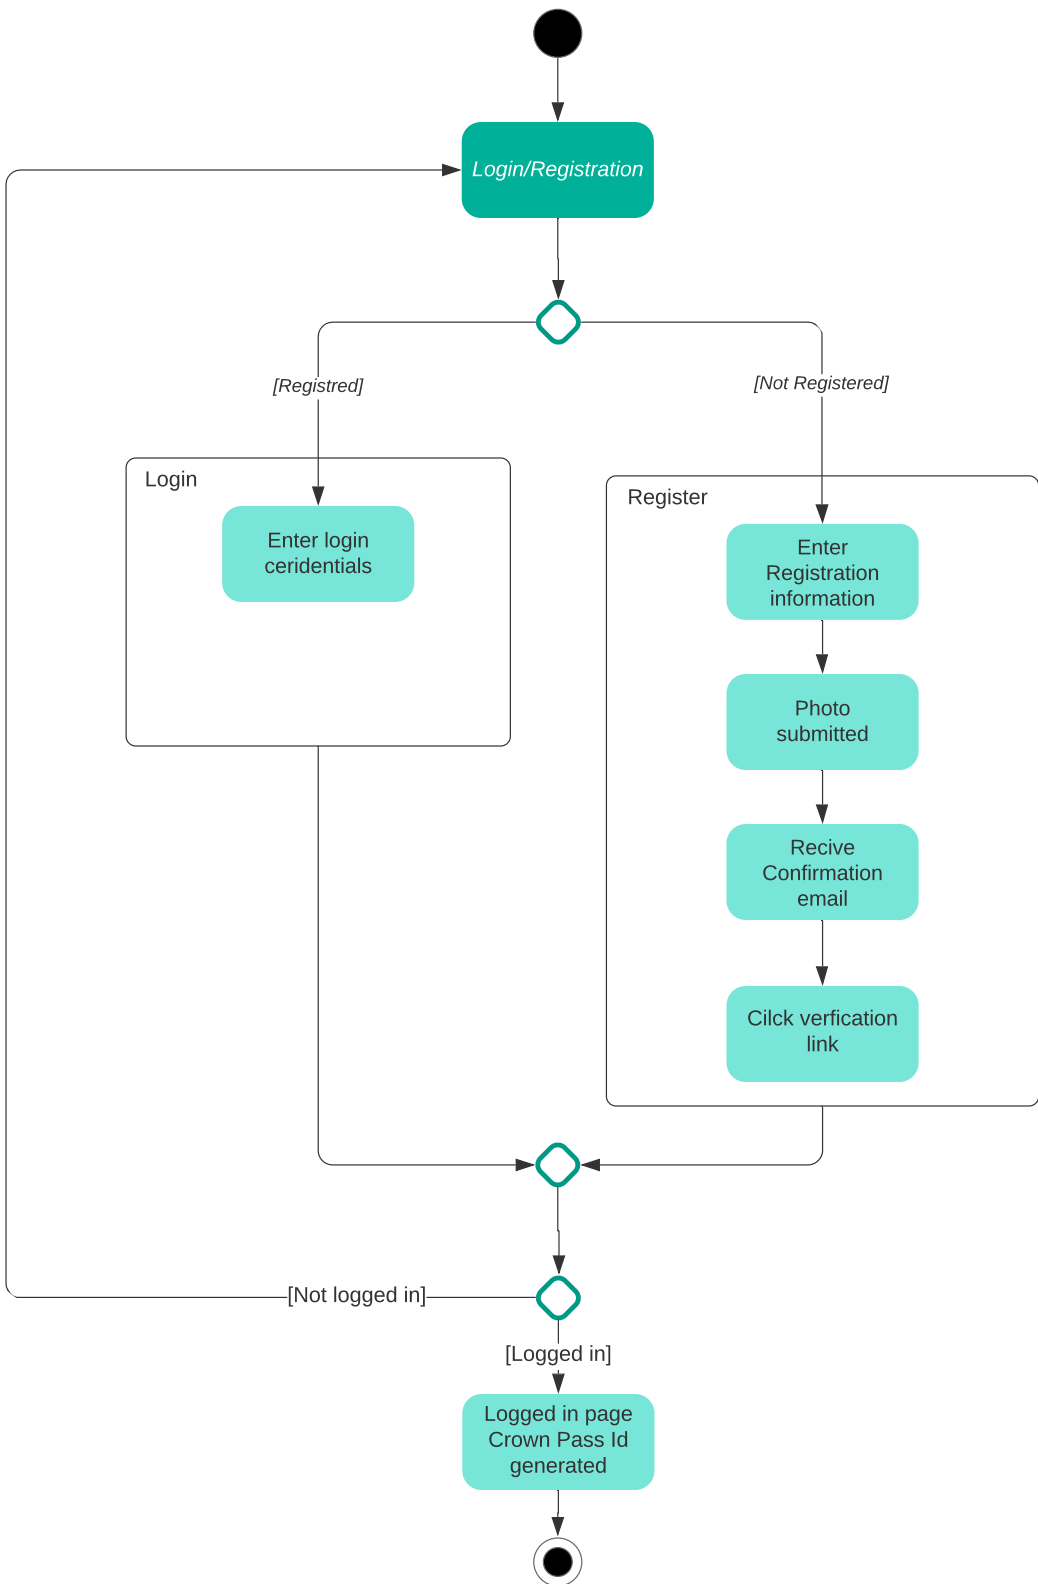 Login/Registration
[Registred]
[Not Registered]
Login
Enter login
ceridentials
Register
Enter
Registration
information
Photo
submitted
Recive
Confirmation
email
Cilck verfication
link
[Not logged in]
[Logged in]
Logged in page
Crown Pass Id
generated